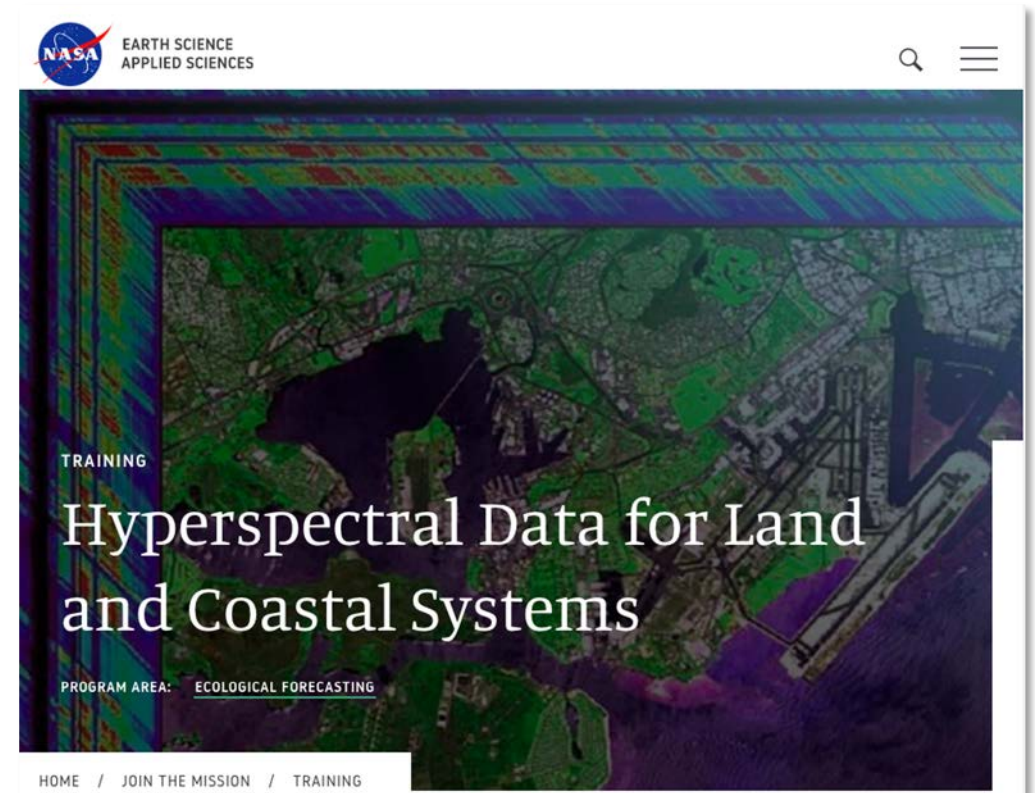 NASA
EARTH SCIENCE
APPLIED SCIENCES
TRAINING
Hyperspectral Data for Land
and Coastal Systems
PROGRAM AREA: ECOLOGICAL FORECASTING
HOME / JOIN THE MISSION / TRAINING